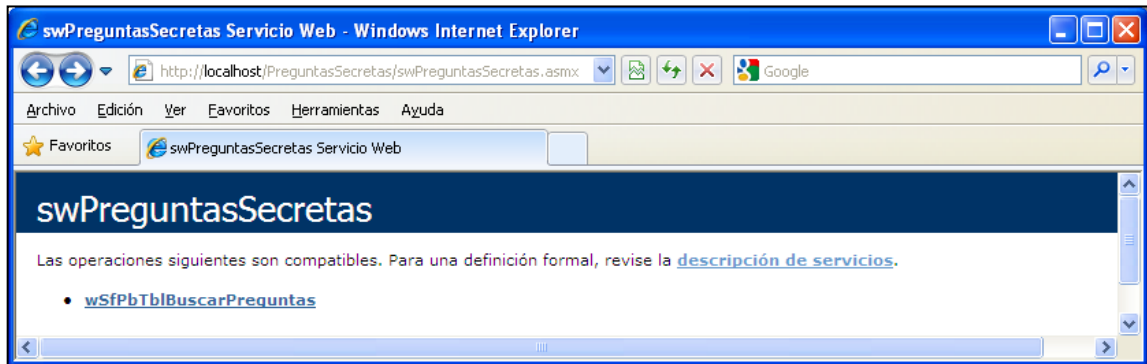 swPreguntasSecretas Servicio Web - Windows Internet Explorer
http://localhost/PreguntasSecretas/swPreguntasSecretas.asmx Google
Archivo Edición Ver Favoritos Herramientas Ayuda
Favoritos swPreguntasSecretas Servicio Web
swPreguntasSecretas
Las operaciones siguientes son compatibles. Para una definición formal, revise la descripción de servicios.
• wSfPbTblBuscarPreguntas